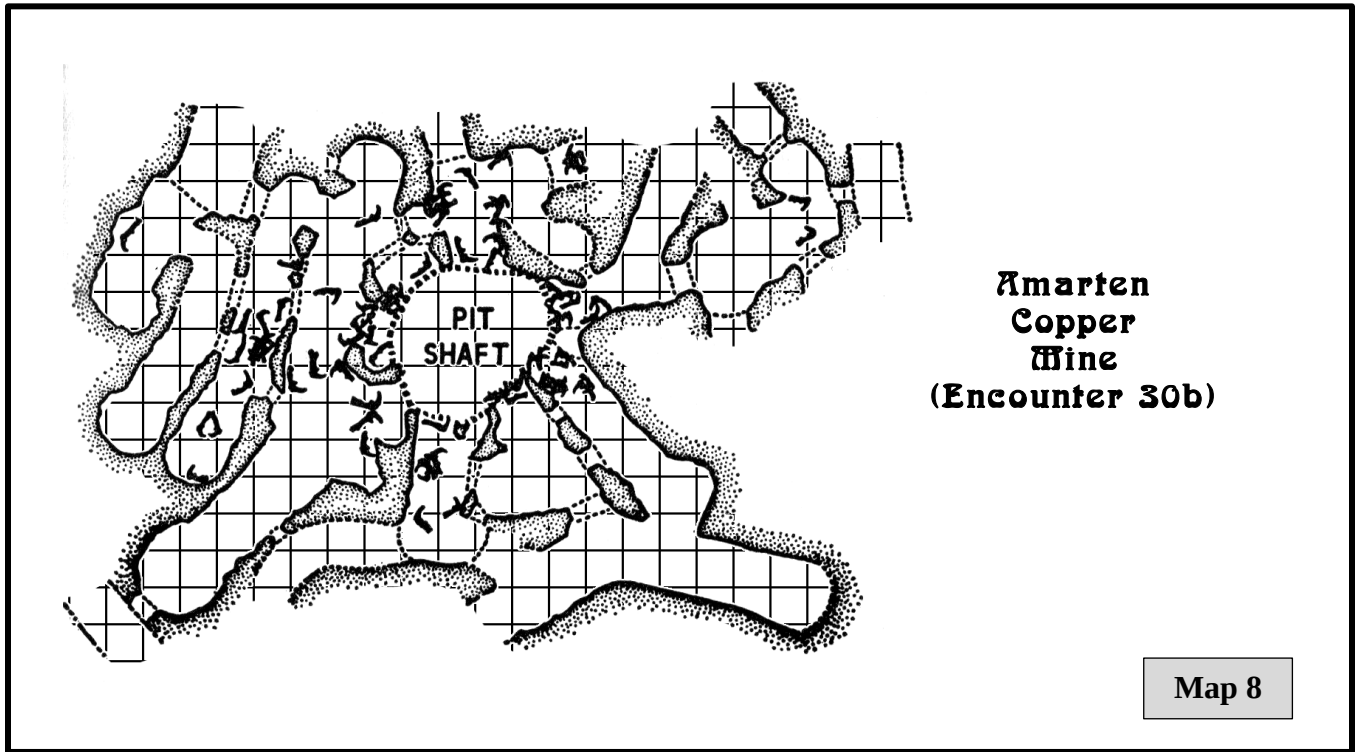 PIT
SHAFT
Amarten
Copper
Mine
(Encounter 30b)
Map 8